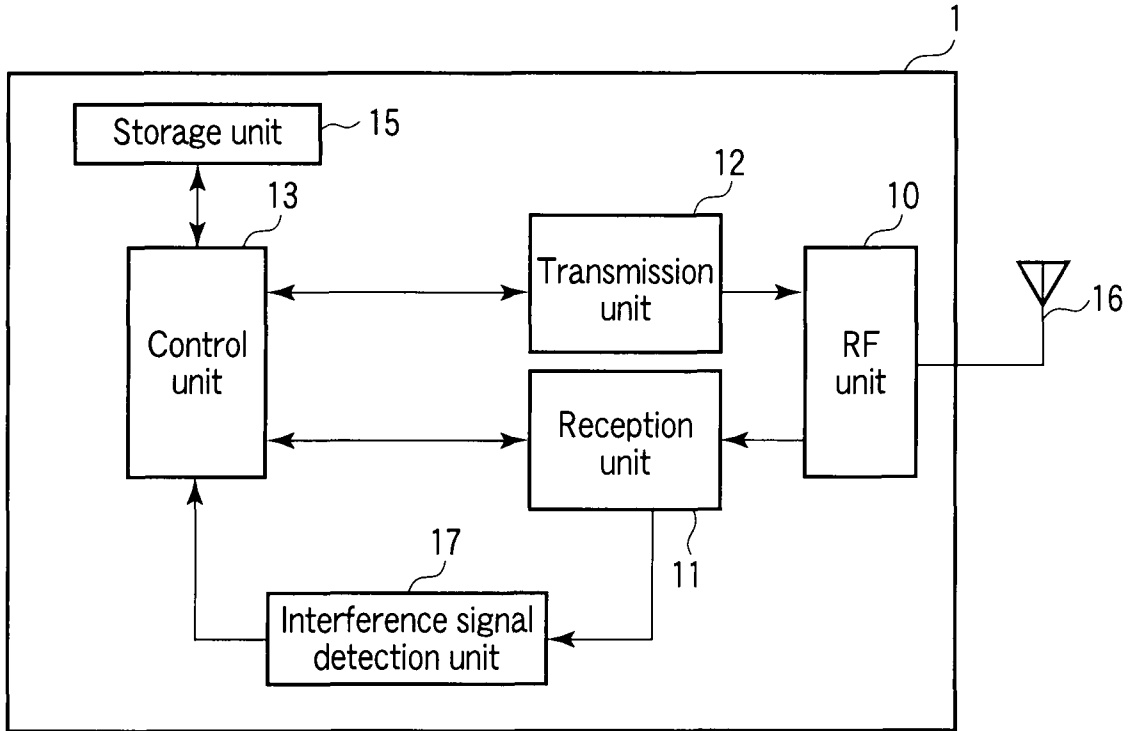 1
Storage unit
15
13
12
10
Transmission
unit
16
Control
unit
RF
unit
Reception
unit
17
11
Interference signal
detection unit